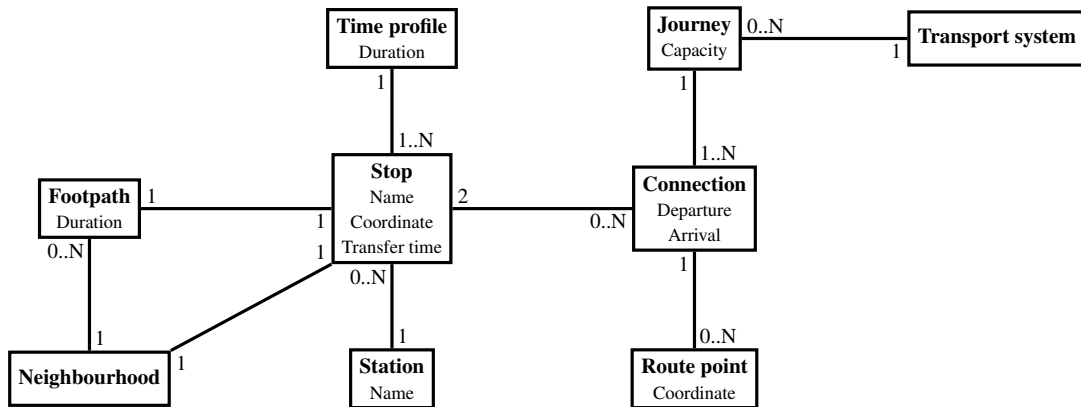 Time profile
Duration
1
1..N
Journey
Capacity
0..N
1
Transport system
1
1..N
Footpath
Duration
1
0..N
Stop
Name
Coordinate
Transfer time
1
1
2
0..N
0..N
Connection
Departure
Arrival
1
1
1
Neighbourhood
1
Station
Name
0..N
Route point
Coordinate